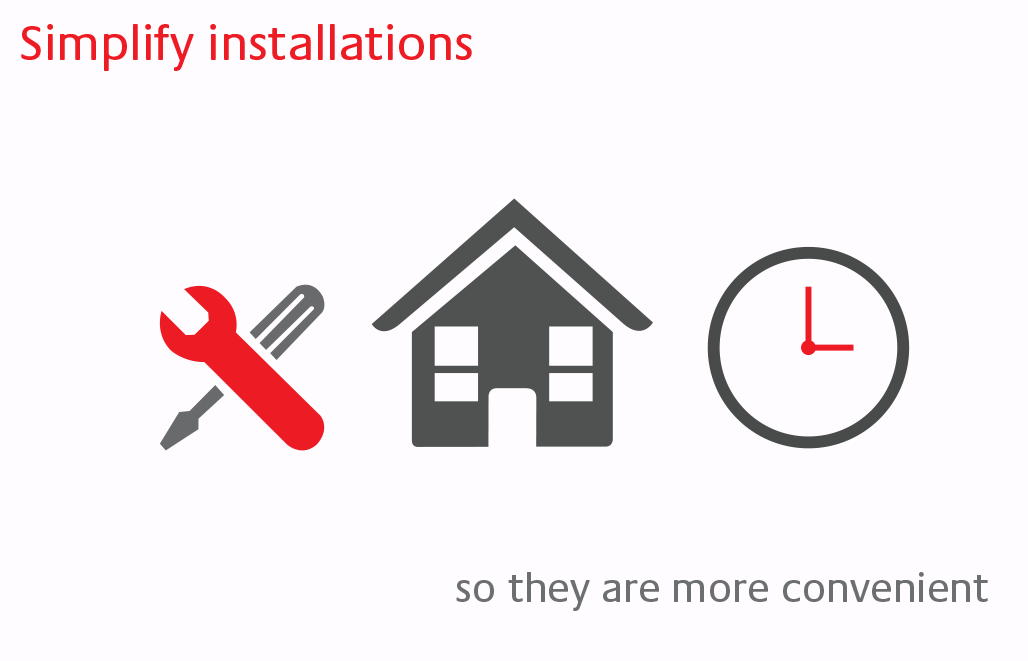 Simplify installations
so they are more convenient